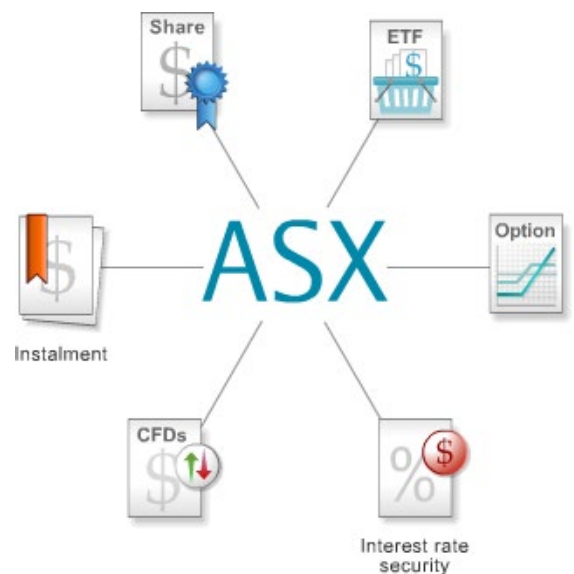 Share
$
ETF
$
ASX
$
Instalment
Option
CFDs
$
%
$
Interest rate
security